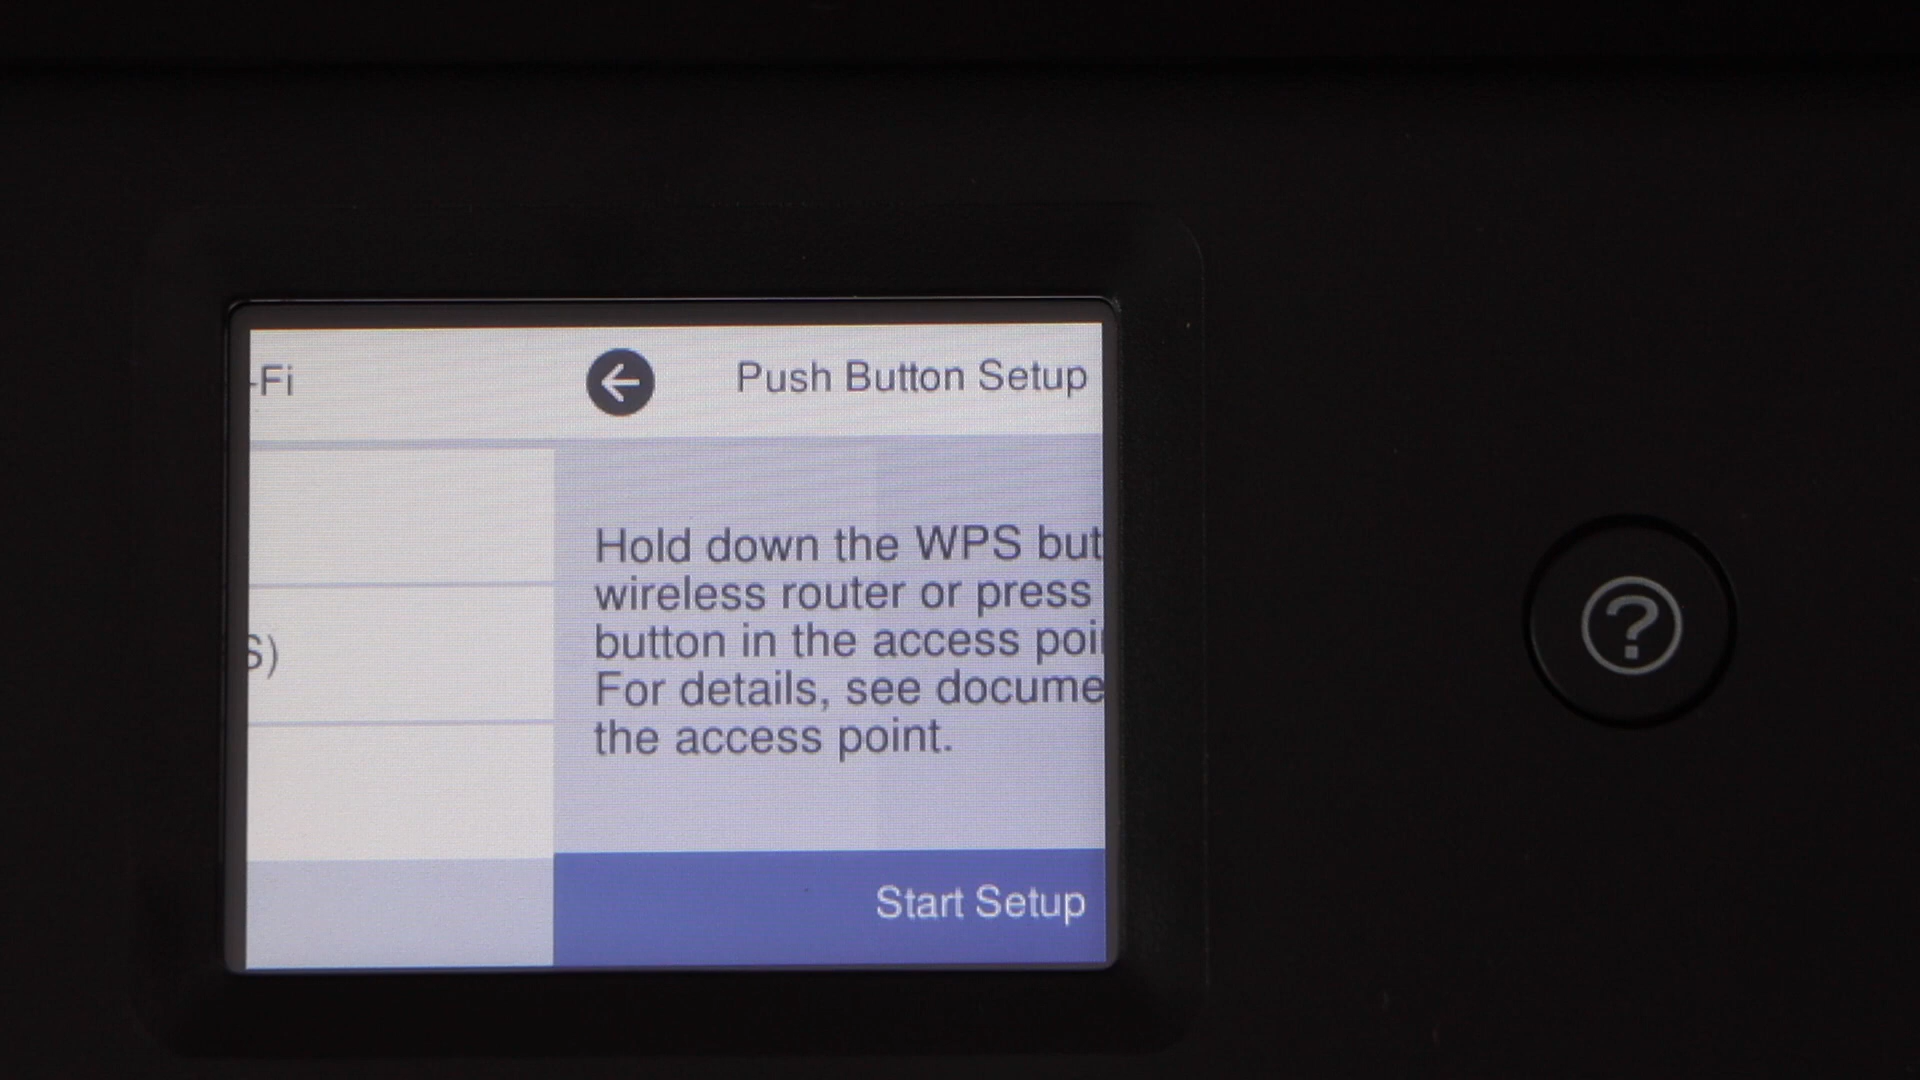 -Fi
Push Button Setup
S)
Hold down the WPS but
wireless router or press
button in the access poi
For details, see docume
the access point.
Start Setup
?